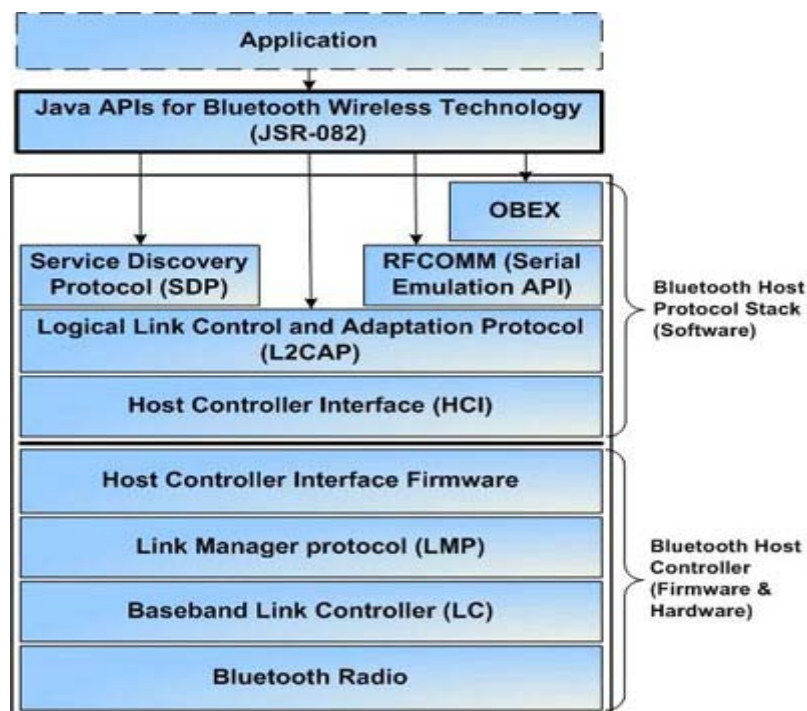 Application
Java APIs for Bluetooth Wireless Technology
(JSR-082)
OBEX
Service Discovery
Protocol (SDP)
RFCOMM (Serial
Emulation API)
Logical Link Control and Adaptation Protocol
(L2CAP)
Host Controller Interface (HCI)
Bluetooth Host
Protocol Stack
(Software)
Host Controller Interface Firmware
Link Manager protocol (LMP)
Baseband Link Controller (LC)
Bluetooth Radio
Bluetooth Host
Controller
(Firmware &
Hardware)